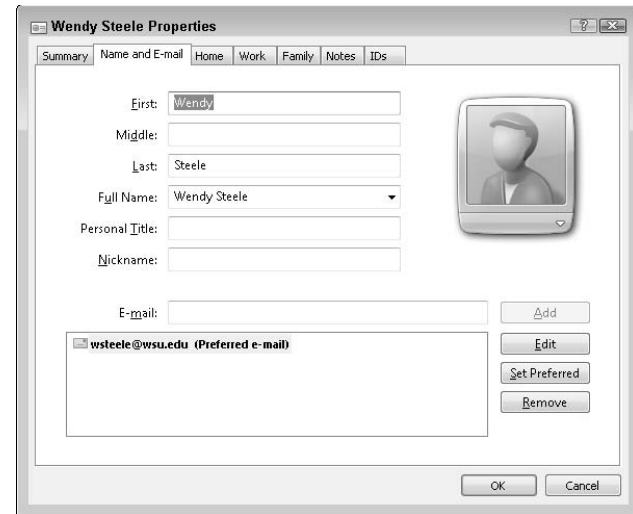 Wendy Steele Properties
?
Summary Name and E-mail Home Work Family Notes IDs
First: Wendy
Middle:
Last: Steele
Full Name: Wendy Steele
Personal Title:
Nickname:
E-mail: Add
wsteele@wsu.edu (Preferred e-mail) Edit
Set Preferred
Remove
OK Cancel